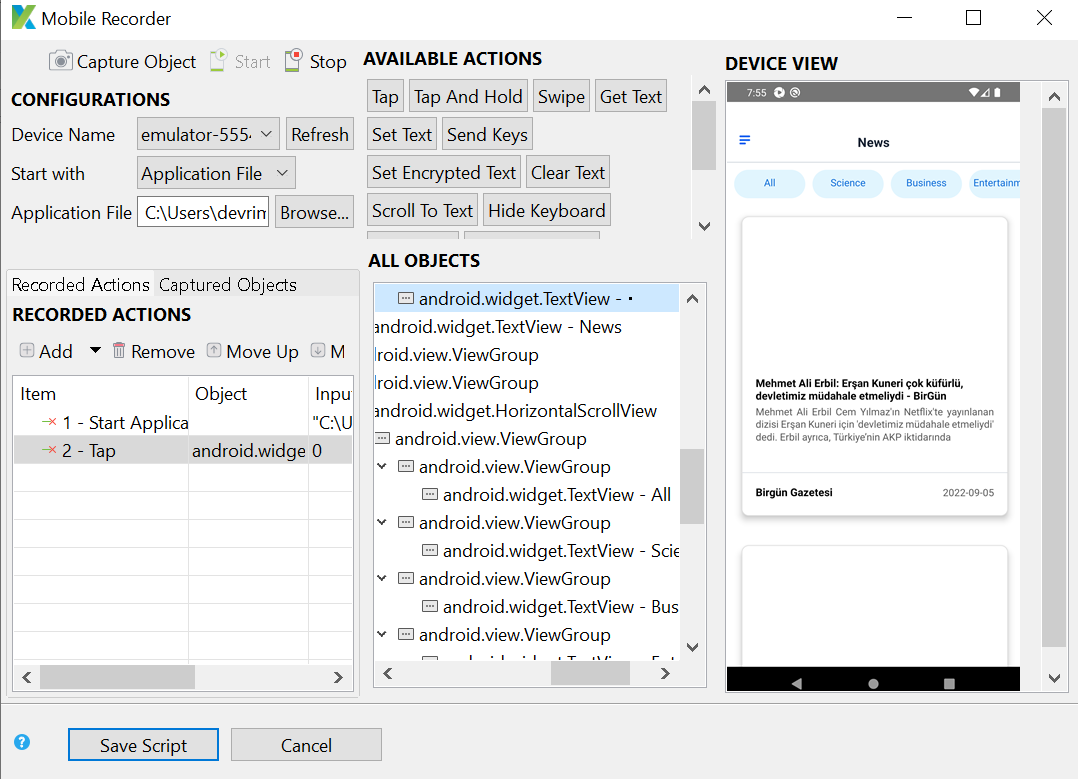 Mobile Recorder
Capture Object
Start
Stop
CONFIGURATIONS
Device Name
emulator-555
Refresh
Start with
Application File
Application File
C:\Users\devrim
Browse...
AVAILABLE ACTIONS
Tap
Tap And Hold
Swipe
Get Text
Set Text
Send Keys
Set Encrypted Text
Clear Text
Scroll To Text
Hide Keyboard
Recorded Actions
Captured Objects
RECORDED ACTIONS
Add
Remove
Move Up
M
Item
Object
Input
1 - Start Applica
"C:\U
2 - Tap
android.widge
0
ALL OBJECTS
android.widget.TextView - •
android.widget.TextView - News
droid.view.ViewGroup
droid.view.ViewGroup
android.widget.HorizontalScrollView
android.view.ViewGroup
android.view.ViewGroup
android.widget.TextView - All
android.view.ViewGroup
android.widget.TextView - Scie
android.view.ViewGroup
android.widget.TextView - Bus
android.view.ViewGroup
DEVICE VIEW
7:55
News
All
Science
Business
Entertainm
Mehmet Ali Erbil: Erşan Kuneri çok küfürlü,
devletimiz müdahale etmeliydi - BirGün
Mehmet Ali Erbil Cem Yılmaz'ın Netflix'te yayınlanan
dizisi Erşan Kuneri için 'devletimiz müdahale etmeliydi'
dedi. Erbil ayrıca, Türkiye'nin AKP iktidarında
Birgün Gazetesi
2022-09-05
Save Script
Cancel